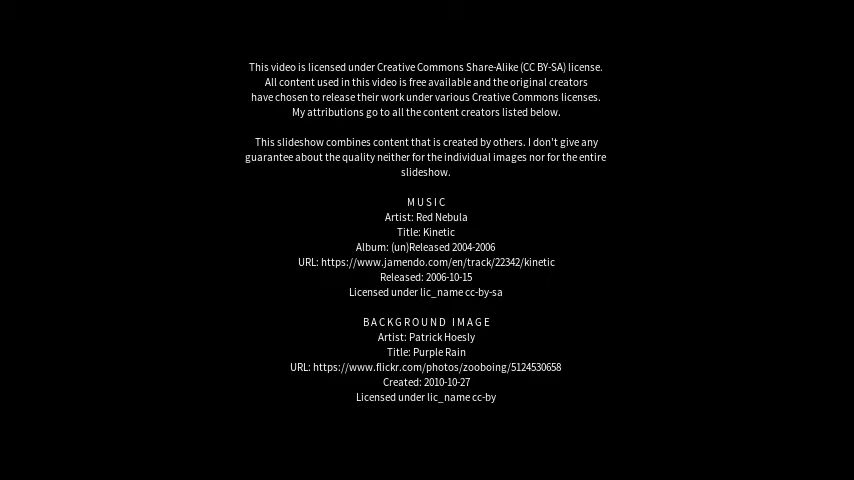 This video is licensed under Creative Commons Share-Alike (CC BY-SA) license.
All content used in this video is free available and the original creators
have chosen to release their work under various Creative Commons licenses.
My attributions go to all the content creators listed below.
This slideshow combines content that is created by others. I don't give any
guarantee about the quality neither for the individual images nor for the entire
slideshow.
MUSIC
Artist: Red Nebula
Title: Kinetic
Album: (un)Released 2004-2006
URL: https://www.jamendo.com/en/track/22342/kinetic
Released: 2006-10-15
Licensed under lic_name cc-by-sa
BACKGROUND IMAGE
Artist: Patrick Hoesly
Title: Purple Rain
URL: https://www.flickr.com/photos/zooboing/5124530658
Created: 2010-10-27
Licensed under lic_name cc-by